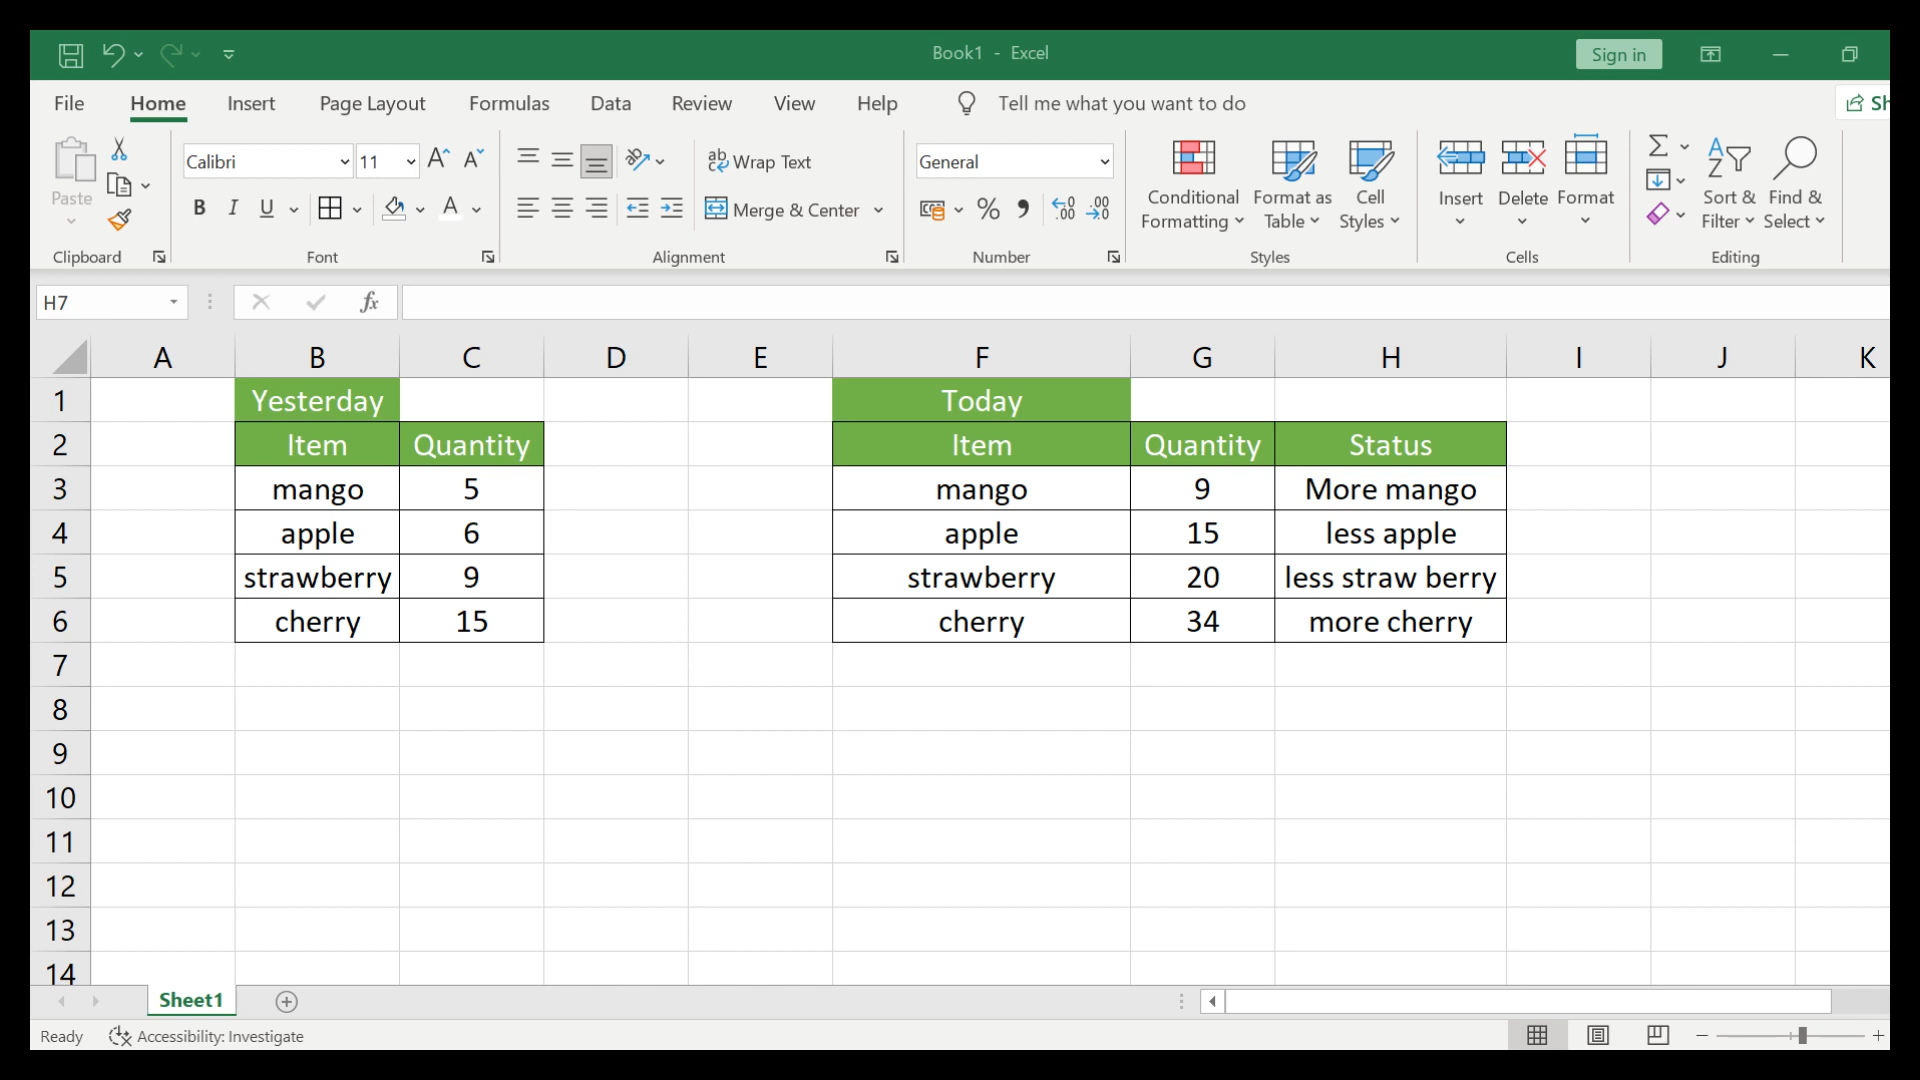 Book1 - Excel
Sign in
File Home Insert Page Layout Formulas Data Review View Help Tell me what you want to do Sh
Paste
Calibri 11
Wrap Text
General
Conditional Formatting
Format as Table
Cell Styles
Insert Delete Format
Sort & Filter
Find & Select
B I U
Merge & Center
Clipboard Font Alignment Number Styles Cells Editing
H7 fx
A B C D E F G H I J K
1 Yesterday Today
2 Item Quantity Item Quantity Status
3 mango 5 mango 9 More mango
4 apple 6 apple 15 less apple
5 strawberry 9 strawberry 20 less straw berry
6 cherry 15 cherry 34 more cherry
7
8
9
10
11
12
13
14
Sheet1
Ready Accessibility: Investigate